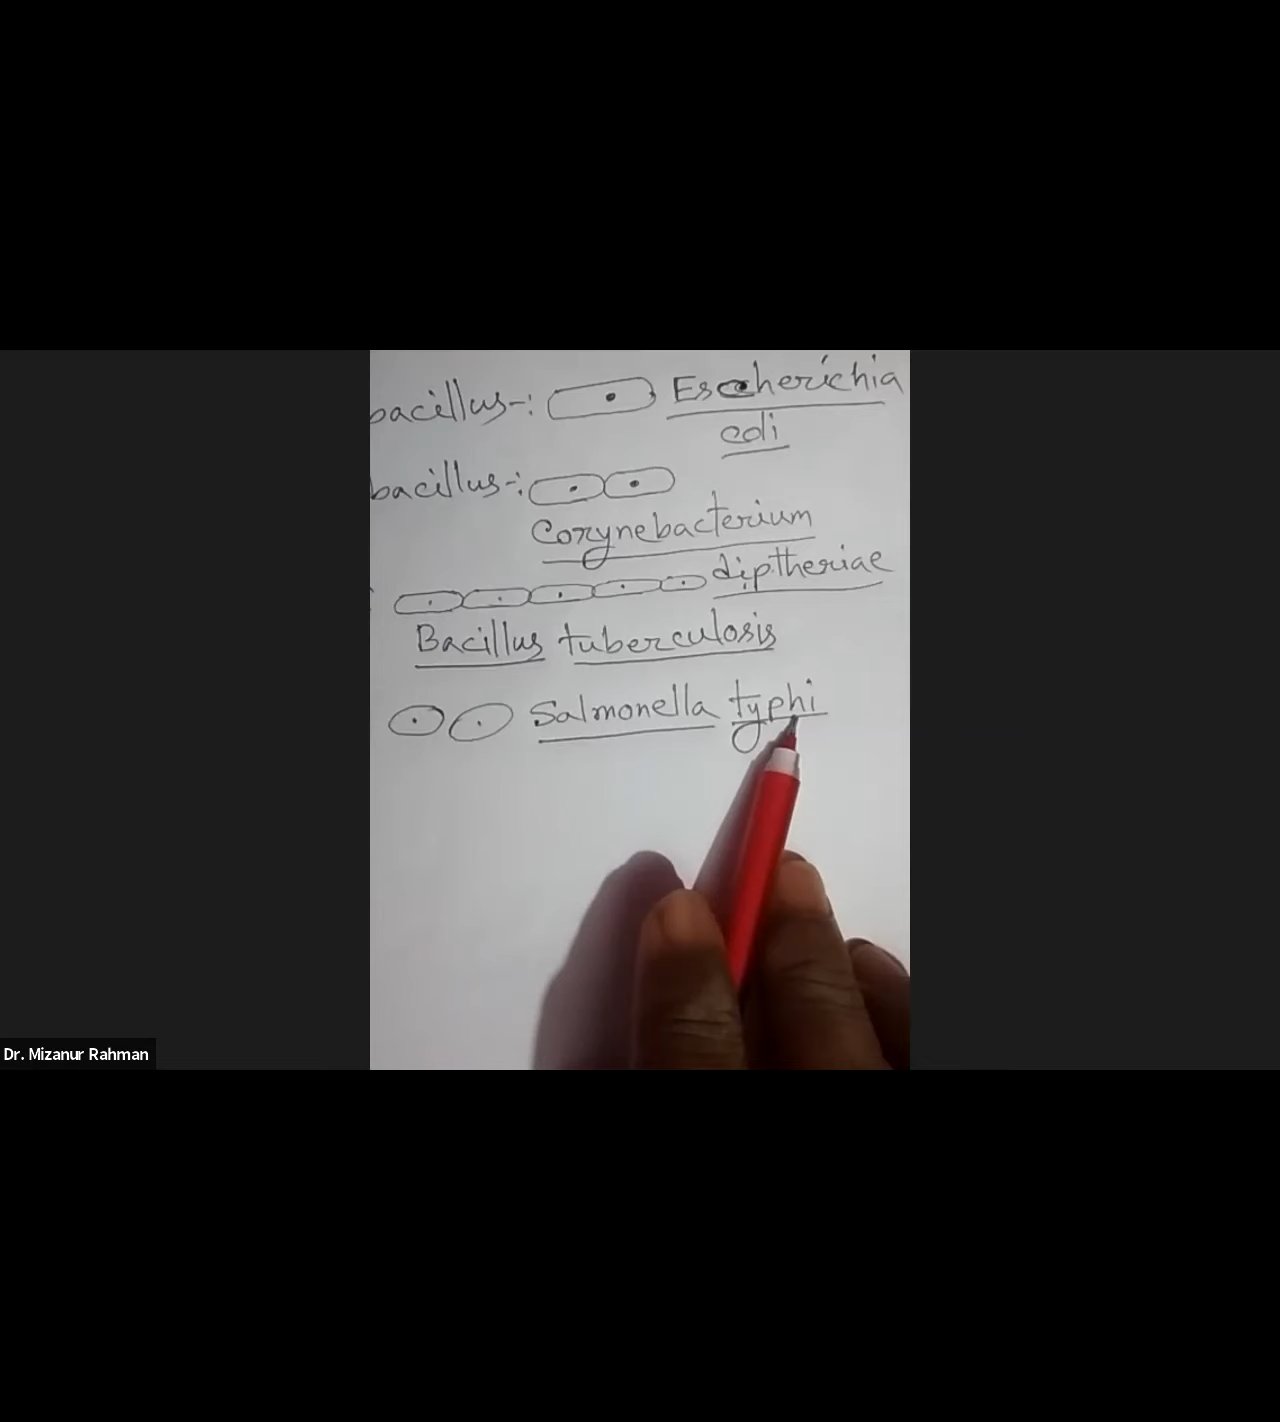 bacillus-: Escherichia
coli
bacillus-:
Corynebacterium
diptheriae
Bacillus tuberculosis
Salmonella typhi
Dr. Mizanur Rahman